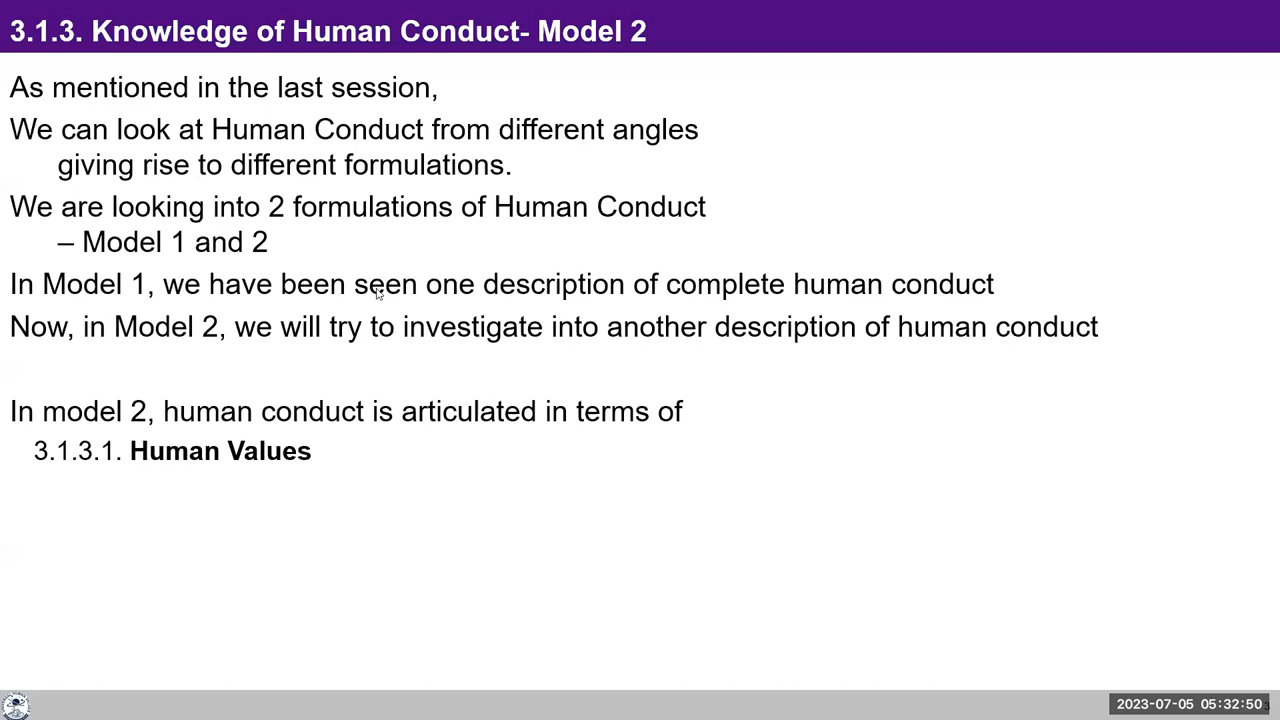 3.1.3. Knowledge of Human Conduct- Model 2
As mentioned in the last session,
We can look at Human Conduct from different angles
giving rise to different formulations.
We are looking into 2 formulations of Human Conduct
– Model 1 and 2
In Model 1, we have been seen one description of complete human conduct
Now, in Model 2, we will try to investigate into another description of human conduct
In model 2, human conduct is articulated in terms of
3.1.3.1. Human Values
2023-07-05 05:32:50